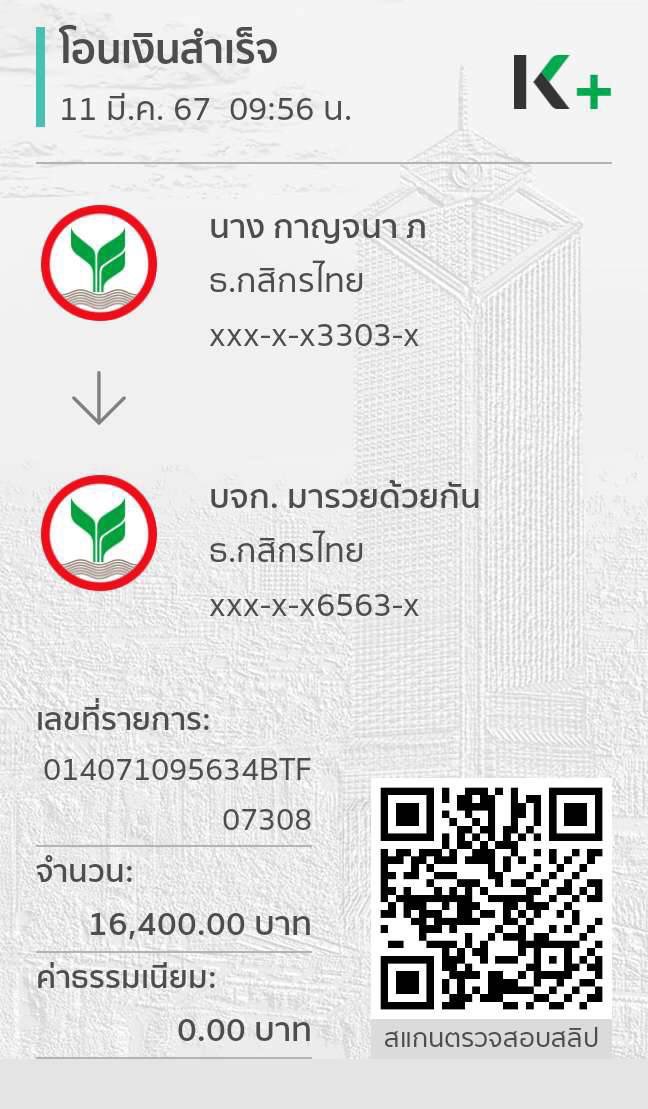 โอนเงินสำเร็จ
11 มี.ค. 67 09:56 น.
K+
นาง กาญจนา ภ
ธ.กสิกรไทย
xxx-x-x3303-x
บจก. มารวยด้วยกัน
ธ.กสิกรไทย
xxx-x-x6563-x
เลขที่รายการ:
014071095634BTF
07308
จำนวน:
16,400.00 บาท
ค่าธรรมเนียม:
0.00 บาท
สแกนตรวจสอบสลิป